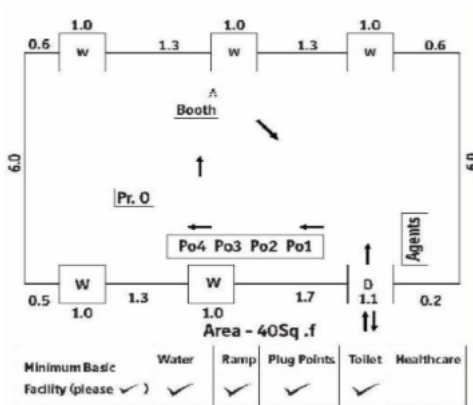 1.0 1.0 1.0
0.6 W 1.3 W 1.3 W 0.6
A
Booth
6.0 6.0
Pr. O
Po4 Po3 Po2 Po1
Agents
W W D
0.5 1.3 1.7 1.1 0.2
1.0 1.0
Area - 40Sq .f
Minimum Basic Facility (please ✓)
Water Ramp Plug Points Toilet Healthcare
✓ ✓ ✓ ✓